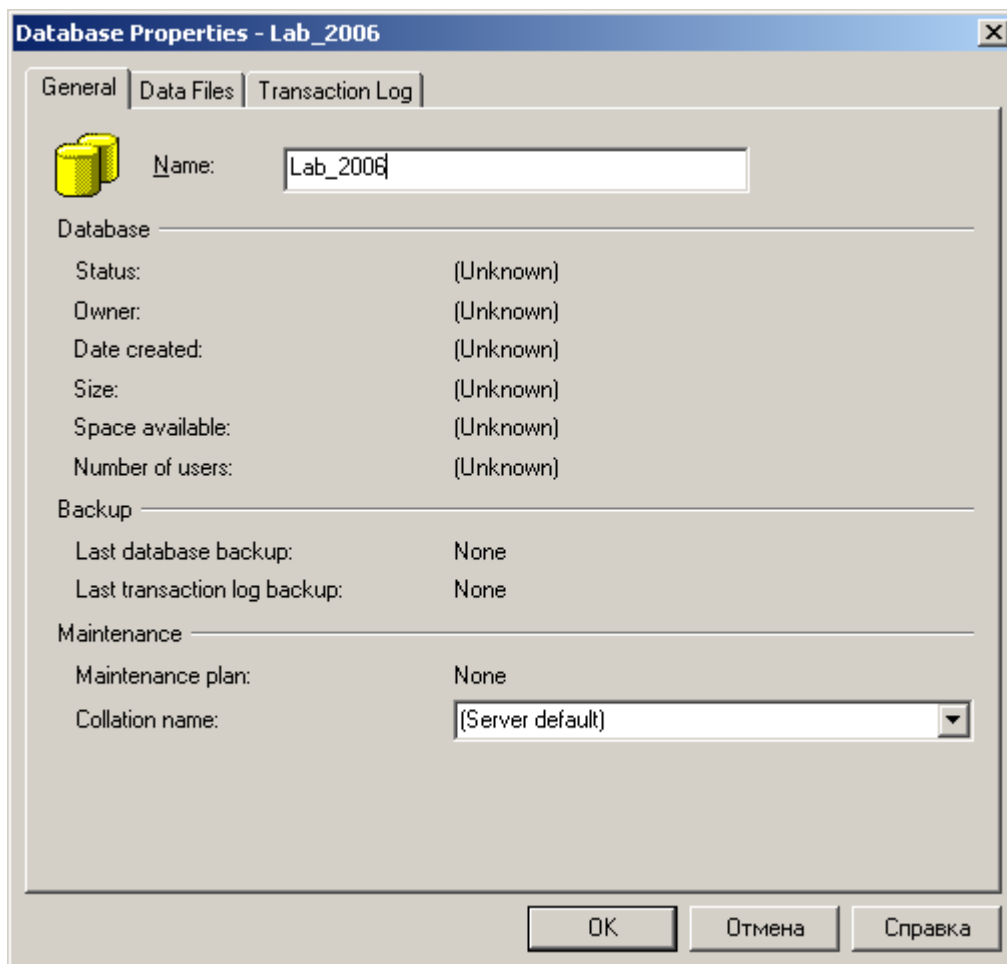 Database Properties - Lab_2006
General Data Files Transaction Log
Name: Lab_2006
Database
Status: (Unknown)
Owner: (Unknown)
Date created: (Unknown)
Size: (Unknown)
Space available: (Unknown)
Number of users: (Unknown)
Backup
Last database backup: None
Last transaction log backup: None
Maintenance
Maintenance plan: None
Collation name: (Server default)
OK Отмена Справка